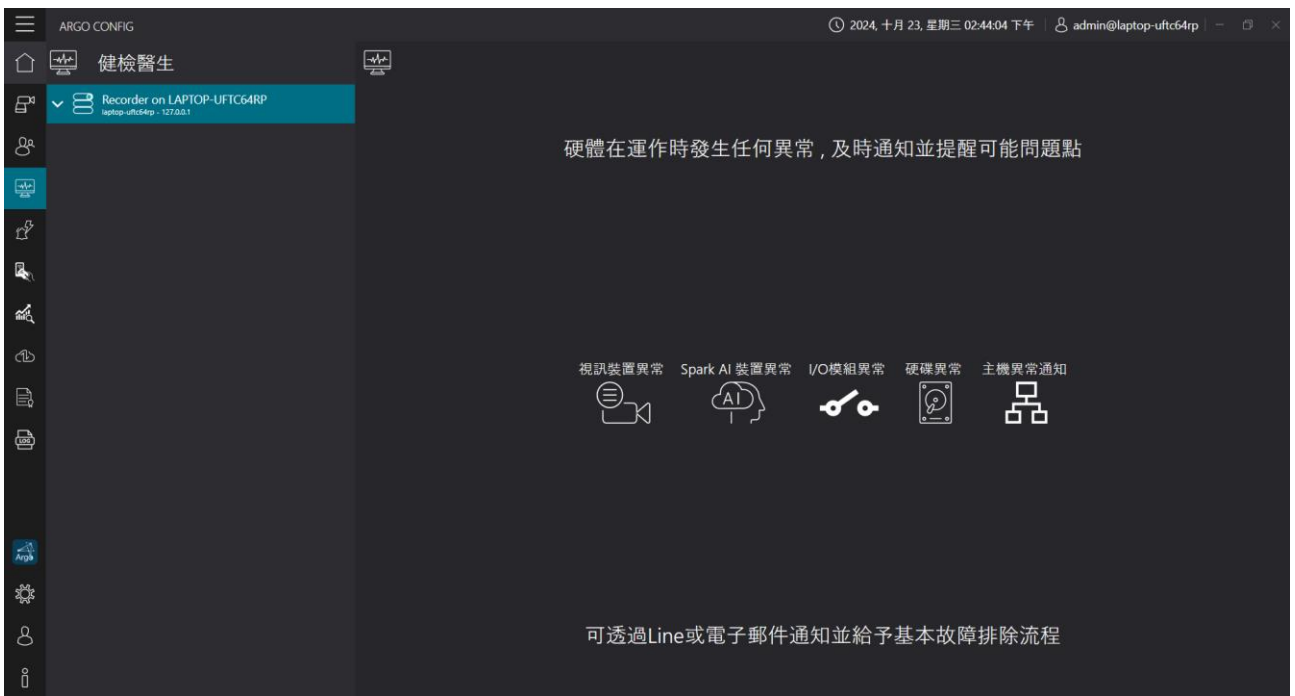 ARGO CONFIG
2024, 十月 23, 星期三 02:44:04 下午
admin@laptop-uftc64rp
健檢醫生
Recorder on LAPTOP-UFTC64RP
laptop-uftc64rp - 127.0.0.1
硬體在運作時發生任何異常 , 及時通知並提醒可能問題點
視訊裝置異常 Spark AI 裝置異常 I/O模組異常 硬碟異常 主機異常通知
AI
LOG
Argo
可透過Line或電子郵件通知並給予基本故障排除流程